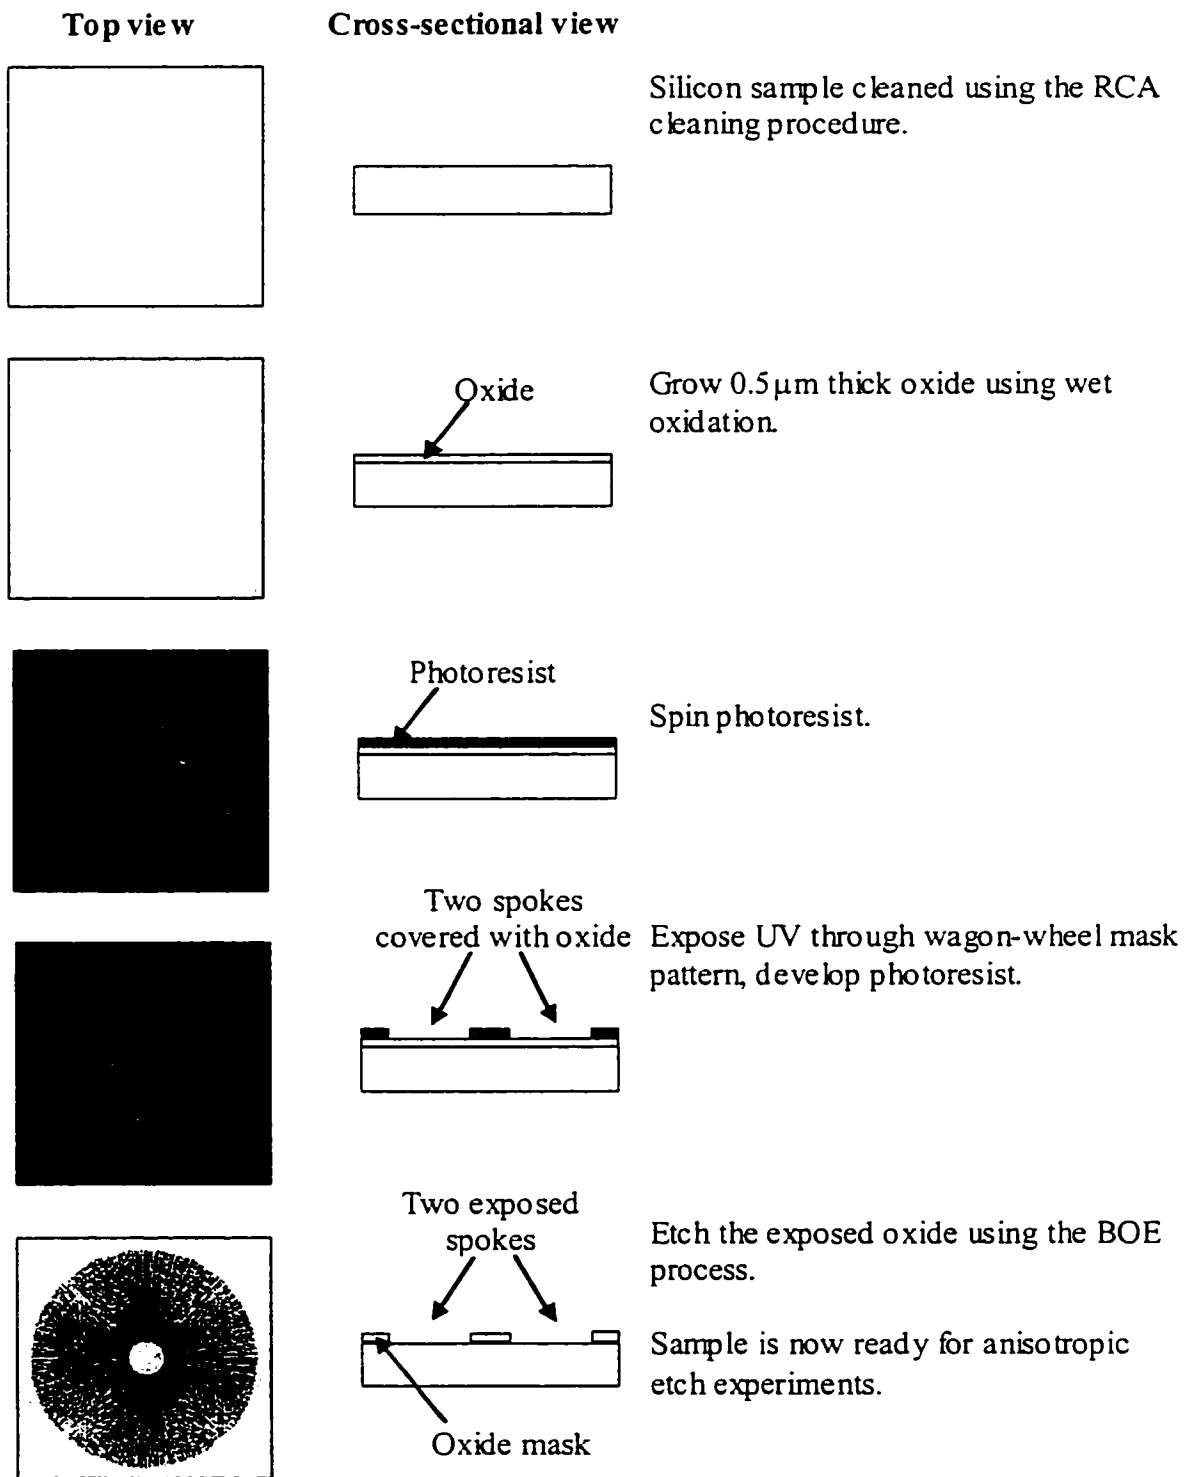 Top view
Cross-sectional view
Silicon sample cleaned using the RCA
cleaning procedure.
Oxide
Grow 0.5μm thick oxide using wet
oxidation.
Photoresist
Spin photoresist.
Two spokes
covered with oxide
Expose UV through wagon-wheel mask
pattern, develop photoresist.
Two exposed
spokes
Etch the exposed oxide using the BOE
process.
Sample is now ready for anisotropic
etch experiments.
Oxide mask